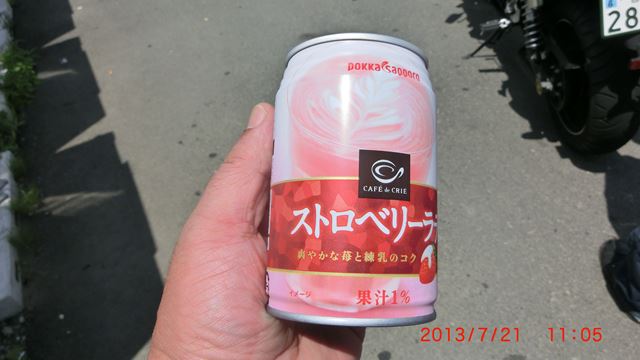 28
pokka sapporo
CAFÉ de CRIÉ
ストロベリーラ
爽やかな苺と練乳のコク
イメージ
果汁1%
2013/7/21 11:05